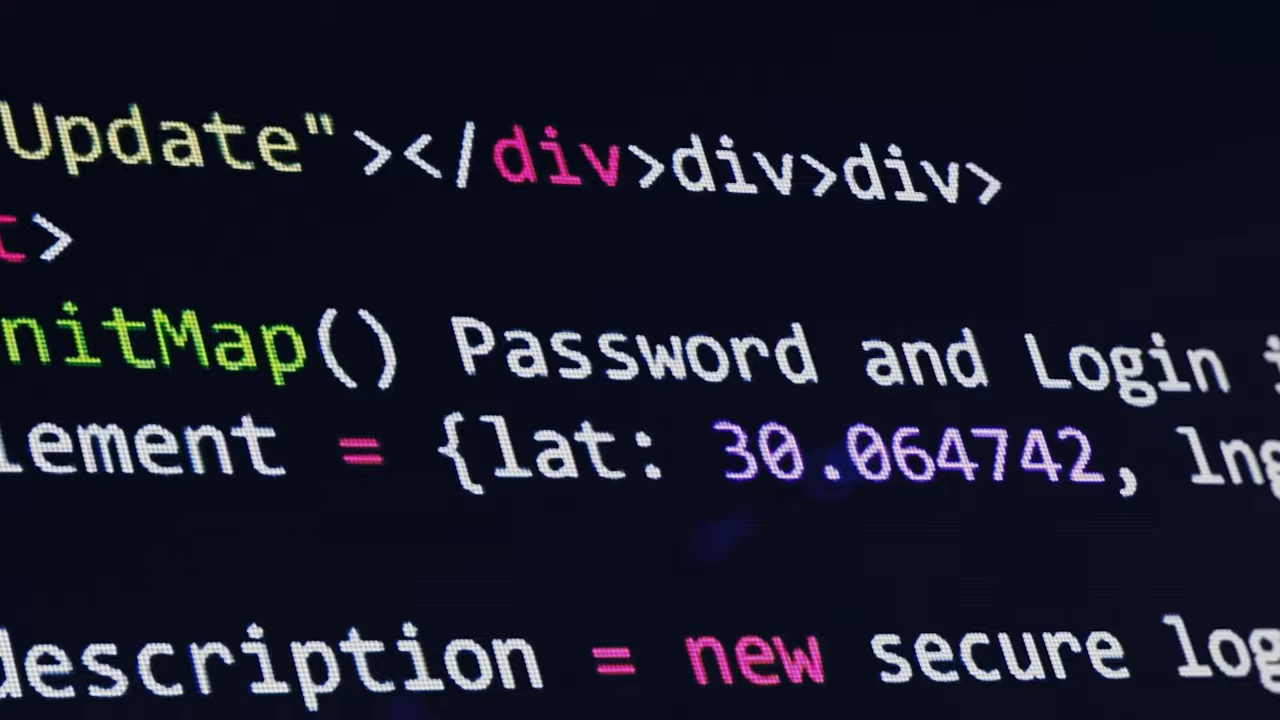 Update"></div>div>div>
t>
nitMap() Password and Login i
lement = {lat: 30.064742, lng
description = new secure log